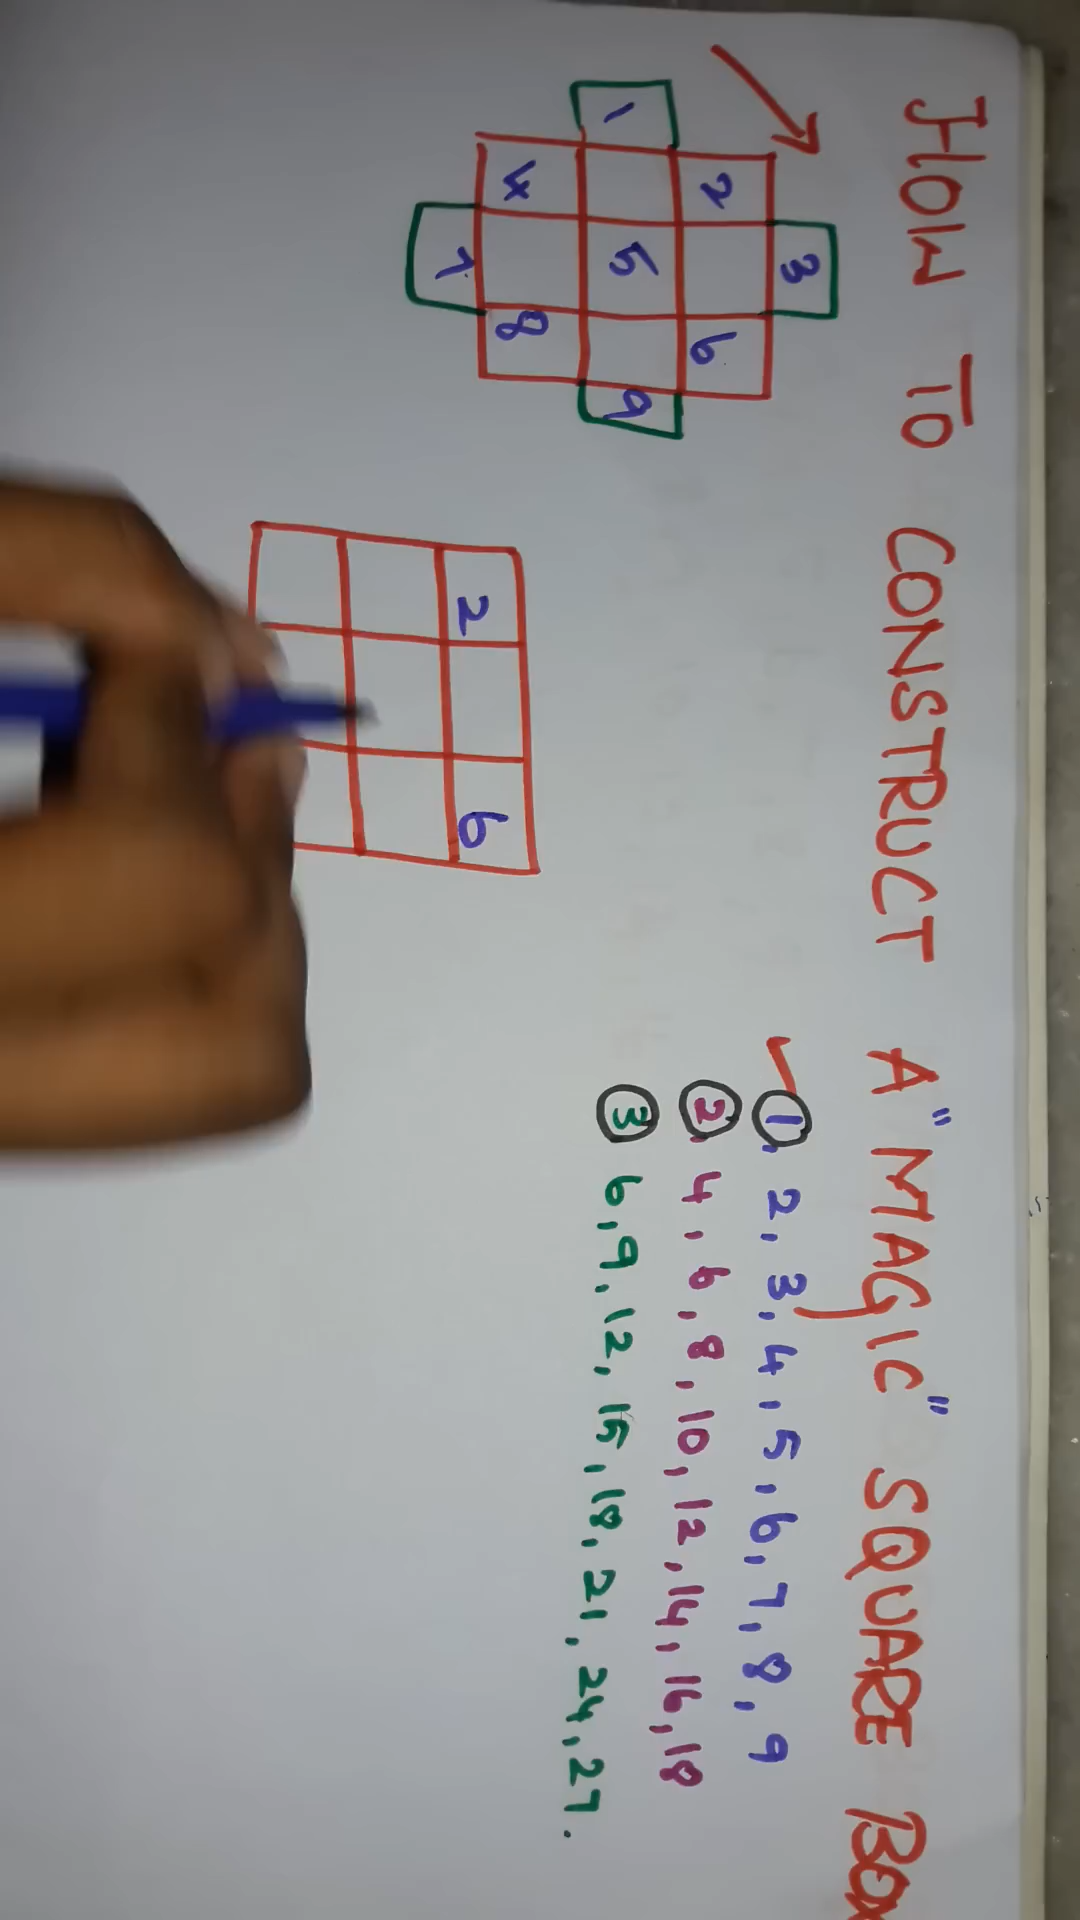 HOW TO CONSTRUCT A "MAGIC" SQUARE BOX
3
2 6
1 5 9
4 8
7
1, 2, 3, 4, 5, 6, 7, 8, 9
2, 4, 6, 8, 10, 12, 14, 16, 18
3 6, 9, 12, 15, 18, 21, 24, 27.
2 6